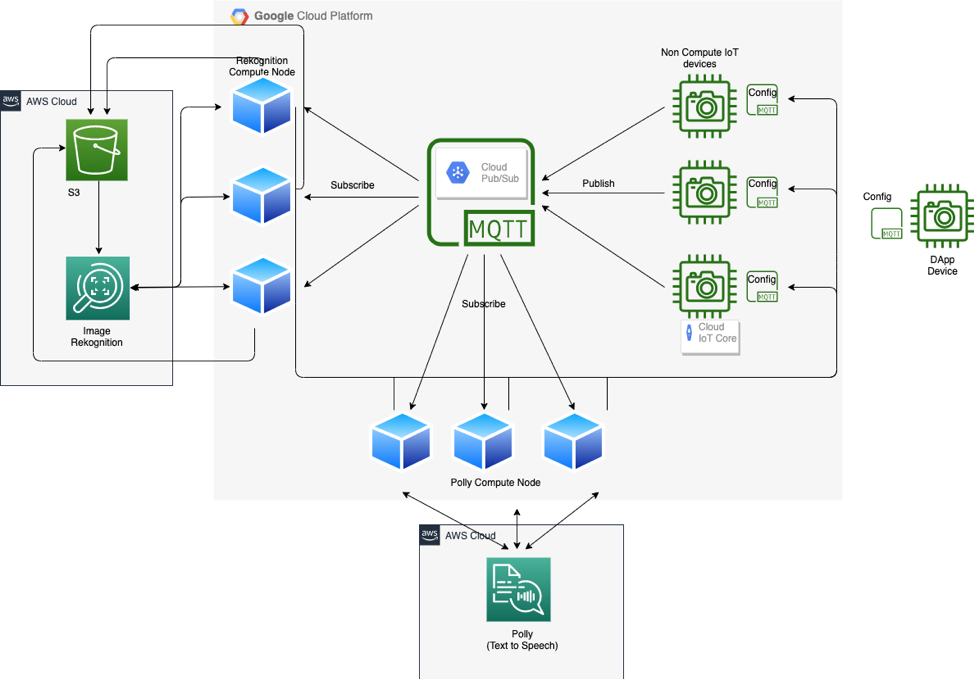 Google Cloud Platform
Rekognition
Compute Node
Non Compute IoT
devices
aws
AWS Cloud
Config
MQTT
Cloud
Pub/Sub
S3
Subscribe
Publish
Config
MQTT
Config
MQTT
MQTT
DApp
Device
Config
MQTT
Subscribe
Image
Rekognition
Cloud
IoT Core
Polly Compute Node
aws
AWS Cloud
Polly
(Text to Speech)